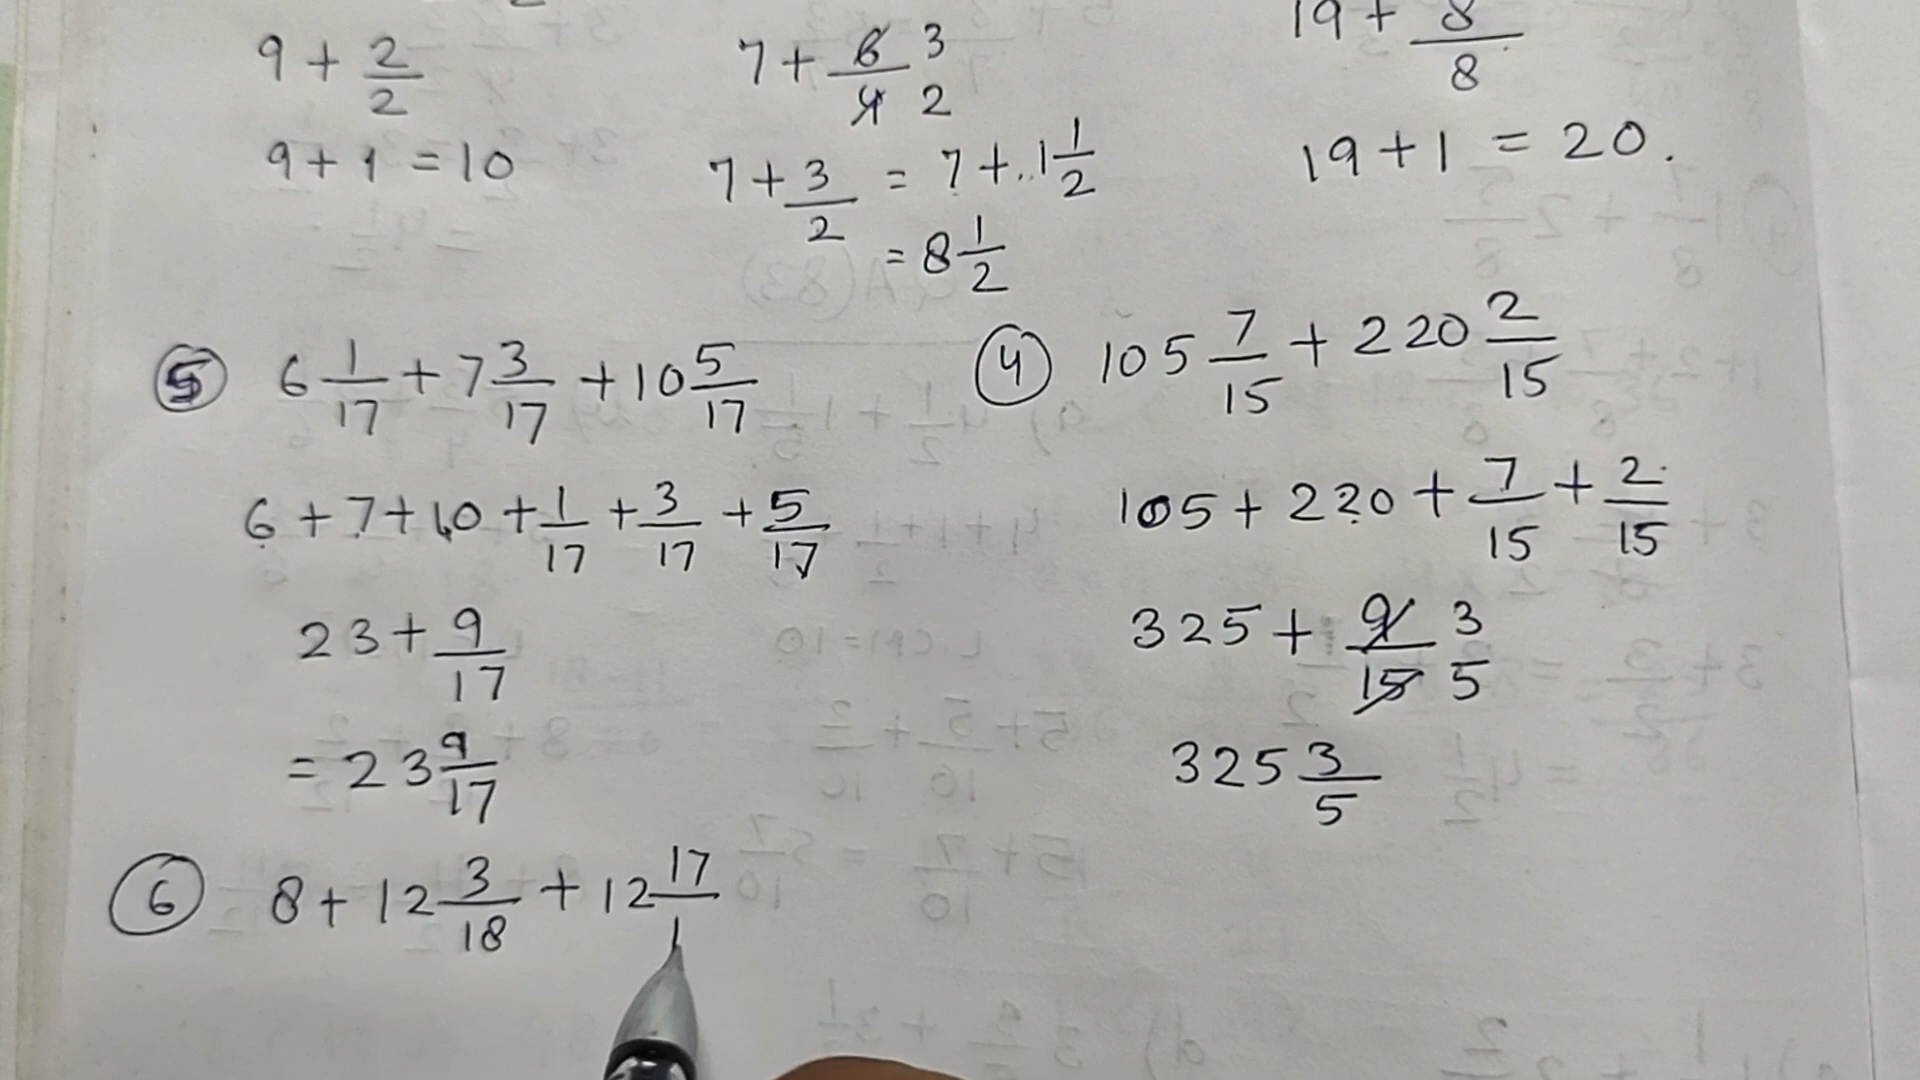 9 + 2/2
9 + 1 = 10
7 + 6/4 3/2
7 + 3/2 = 7 + 1 1/2
= 8 1/2
19 + 8/8
19 + 1 = 20.
5 6 1/17 + 7 3/17 + 10 5/17
6 + 7 + 10 + 1/17 + 3/17 + 5/17
23 + 9/17
= 23 9/17
4 105 7/15 + 220 2/15
105 + 220 + 7/15 + 2/15
325 + 9/15 3/5
325 3/5
6 8 + 12 3/18 + 12 17/1